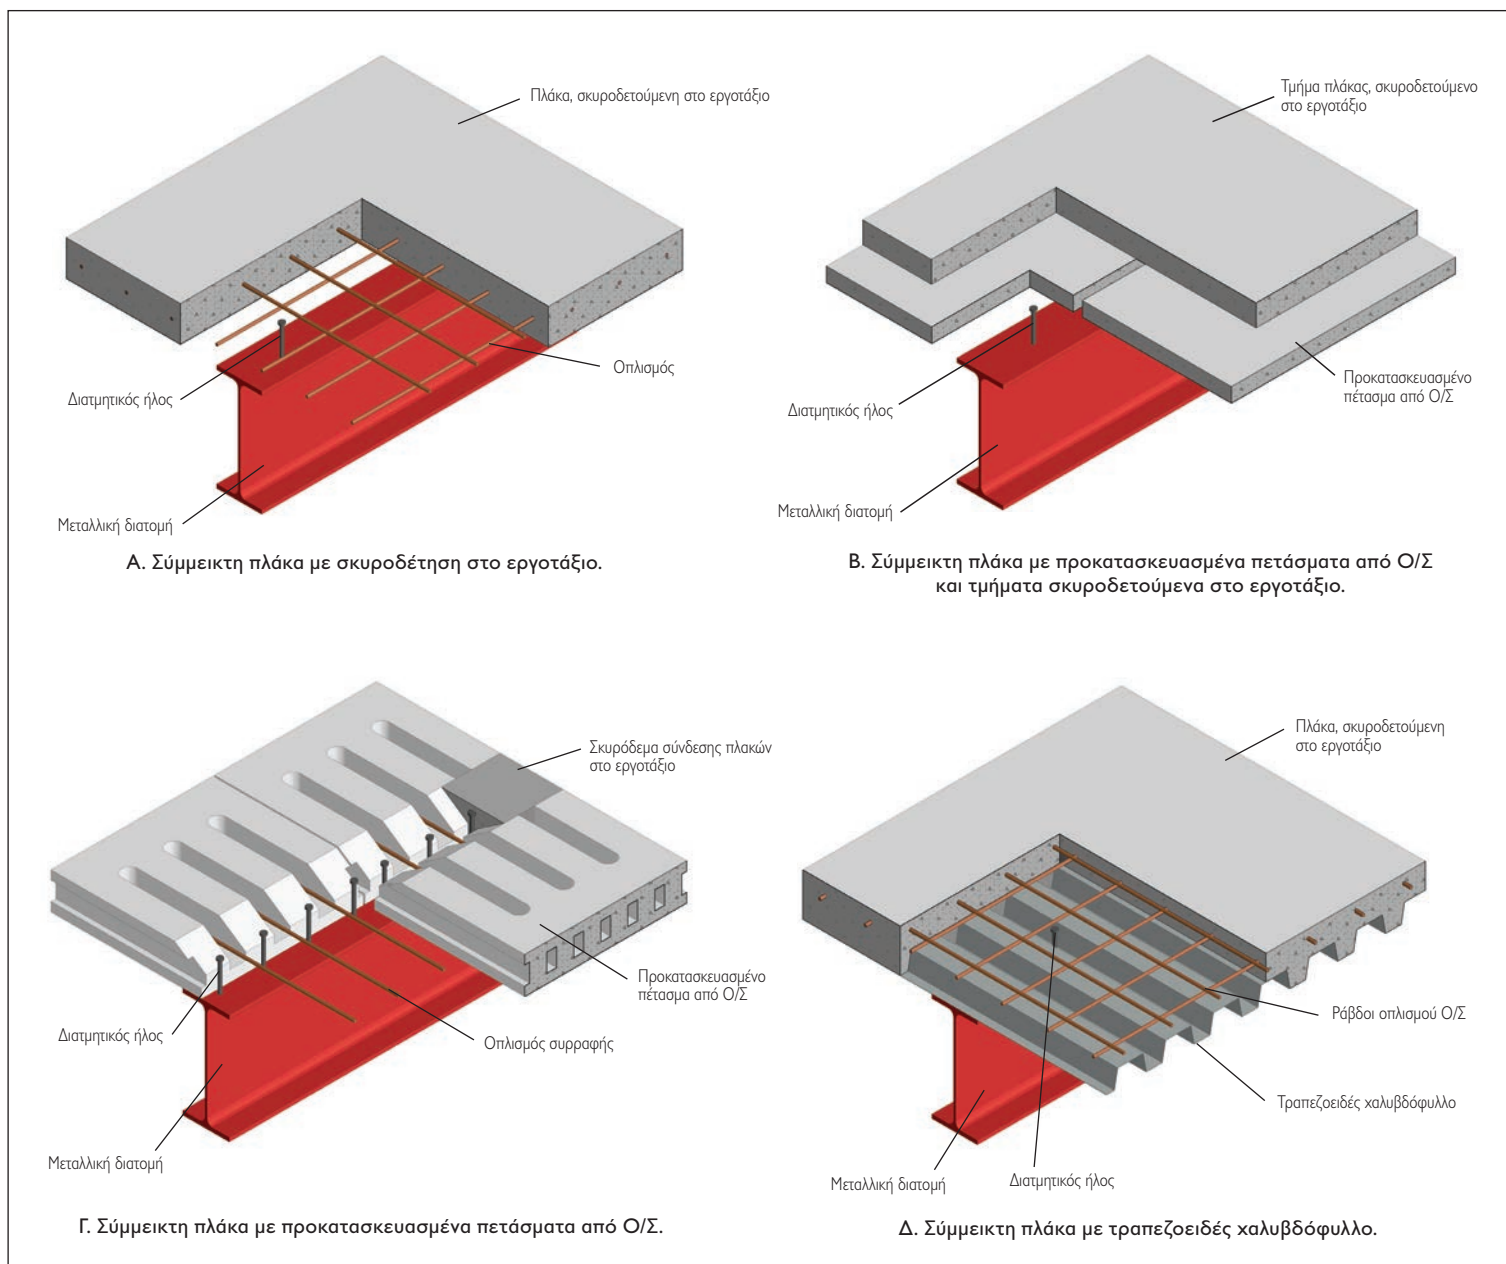 Πλάκα, σκυροδετούμενη στο εργοτάξιο
Οπλισμός
Διατμητικός ήλος
Μεταλλική διατομή
Α. Σύμμεικτη πλάκα με σκυροδέτηση στο εργοτάξιο.
Τμήμα πλάκας, σκυροδετούμενο
στο εργοτάξιο
Προκατασκευασμένο
πέτασμα από Ο/Σ
Διατμητικός ήλος
Μεταλλική διατομή
Β. Σύμμεικτη πλάκα με προκατασκευασμένα πετάσματα από Ο/Σ
και τμήματα σκυροδετούμενα στο εργοτάξιο.
Σκυρόδεμα σύνδεσης πλακών
στο εργοτάξιο
Προκατασκευασμένο
πέτασμα από Ο/Σ
Διατμητικός ήλος
Οπλισμός συρραφής
Μεταλλική διατομή
Γ. Σύμμεικτη πλάκα με προκατασκευασμένα πετάσματα από Ο/Σ.
Πλάκα, σκυροδετούμενη
στο εργοτάξιο
Ράβδοι οπλισμού Ο/Σ
Τραπεζοειδές χαλυβδόφυλλο
Διατμητικός ήλος
Μεταλλική διατομή
Δ. Σύμμεικτη πλάκα με τραπεζοειδές χαλυβδόφυλλο.